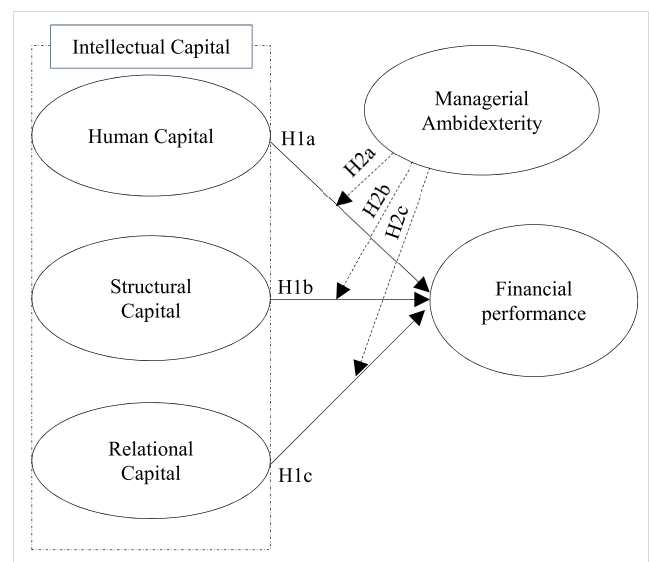 Intellectual Capital
Human Capital
Structural
Capital
Relational
Capital
H1a
H1b
H1c
H2a
H2b
H2c
Managerial
Ambidexterity
Financial
performance